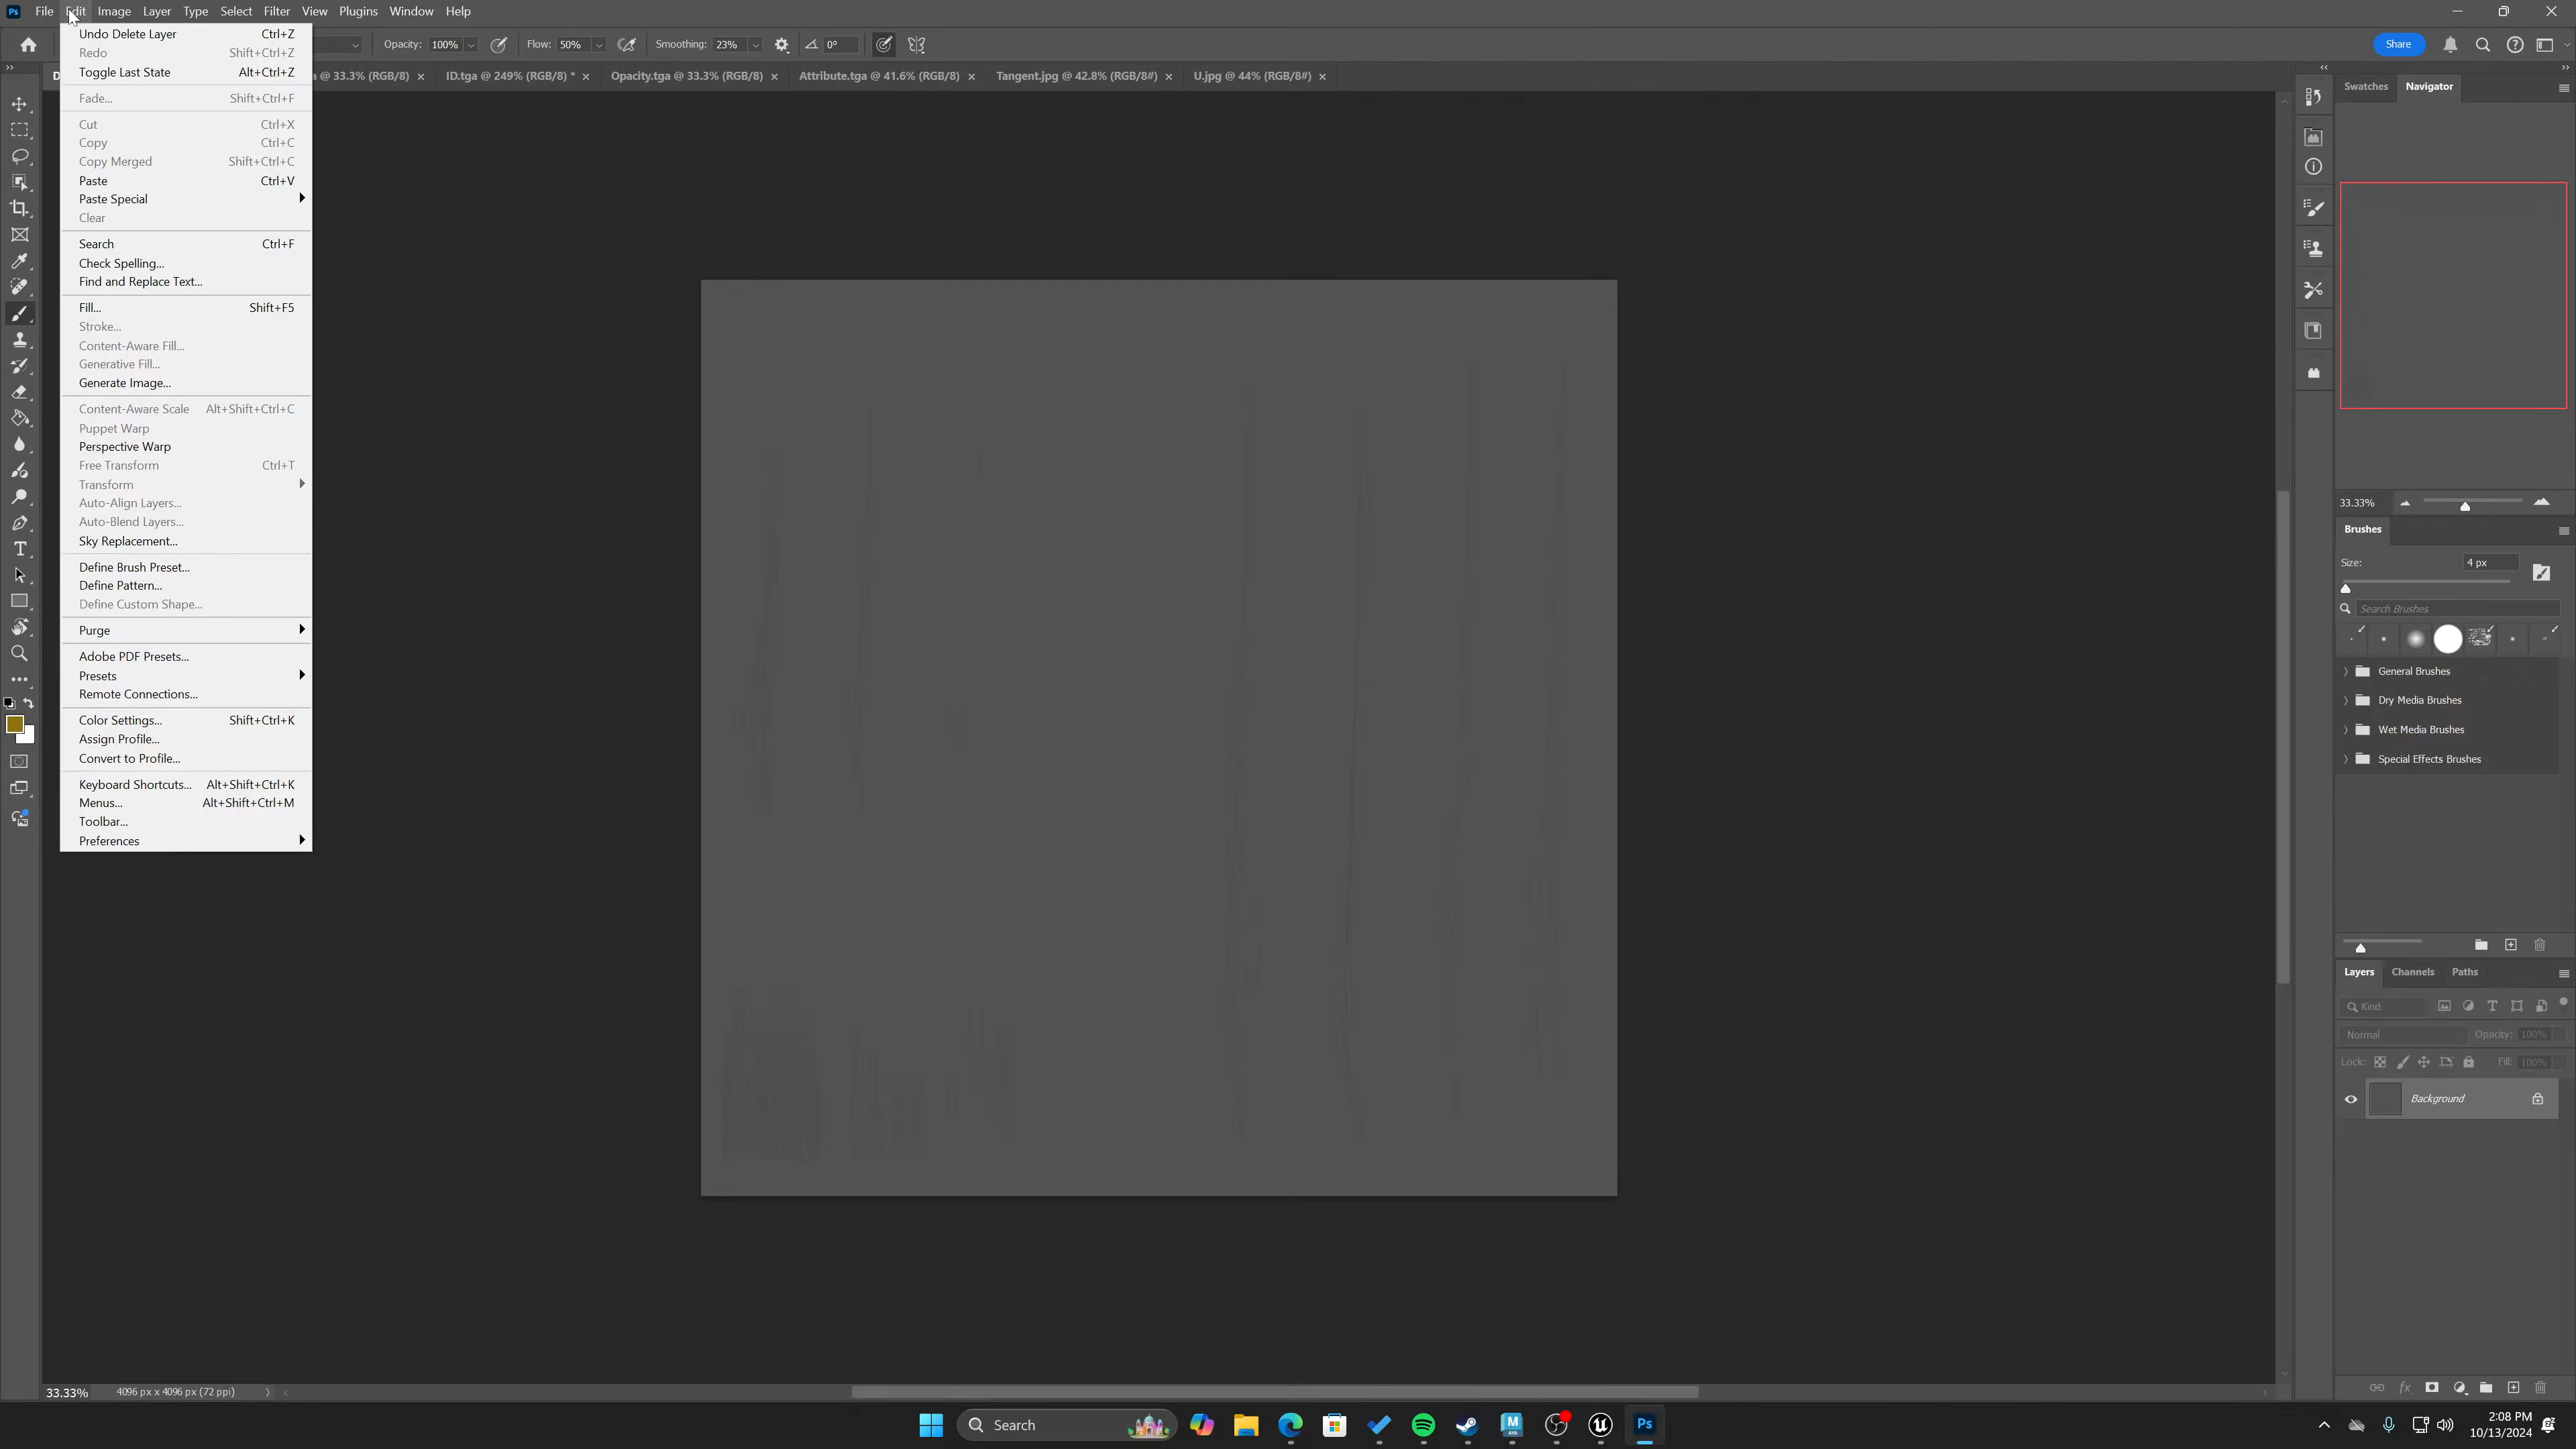 Ps File Edit Image Layer Type Select Filter View Plugins Window Help
Opacity: 100% Flow: 50% Smoothing: 23% 0° Share
D a @ 33.3% (RGB/8) × ID.tga @ 249% (RGB/8) * × Opacity.tga @ 33.3% (RGB/8) × Attribute.tga @ 41.6% (RGB/8) × Tangent.jpg @ 42.8% (RGB/8#) × U.jpg @ 44% (RGB/8#) ×
Undo Delete Layer Ctrl+Z
Redo Shift+Ctrl+Z
Toggle Last State Alt+Ctrl+Z
Fade... Shift+Ctrl+F
Cut Ctrl+X
Copy Ctrl+C
Copy Merged Shift+Ctrl+C
Paste Ctrl+V
Paste Special
Clear
Search Ctrl+F
Check Spelling...
Find and Replace Text...
Fill... Shift+F5
Stroke...
Content-Aware Fill...
Generative Fill...
Generate Image...
Content-Aware Scale Alt+Shift+Ctrl+C
Puppet Warp
Perspective Warp
Free Transform Ctrl+T
Transform
Auto-Align Layers...
Auto-Blend Layers...
Sky Replacement...
Define Brush Preset...
Define Pattern...
Define Custom Shape...
Purge
Adobe PDF Presets...
Presets
Remote Connections...
Color Settings... Shift+Ctrl+K
Assign Profile...
Convert to Profile...
Keyboard Shortcuts... Alt+Shift+Ctrl+K
Menus... Alt+Shift+Ctrl+M
Toolbar...
Preferences
Swatches Navigator
33.33%
Brushes
Size: 4 px
Search Brushes
General Brushes
Dry Media Brushes
Wet Media Brushes
Special Effects Brushes
Layers Channels Paths
Kind
Normal Opacity: 100%
Lock: Fill: 100%
Background
fx
33.33% 4096 px x 4096 px (72 ppi)
Search
M
Ps
2:08 PM
10/13/2024